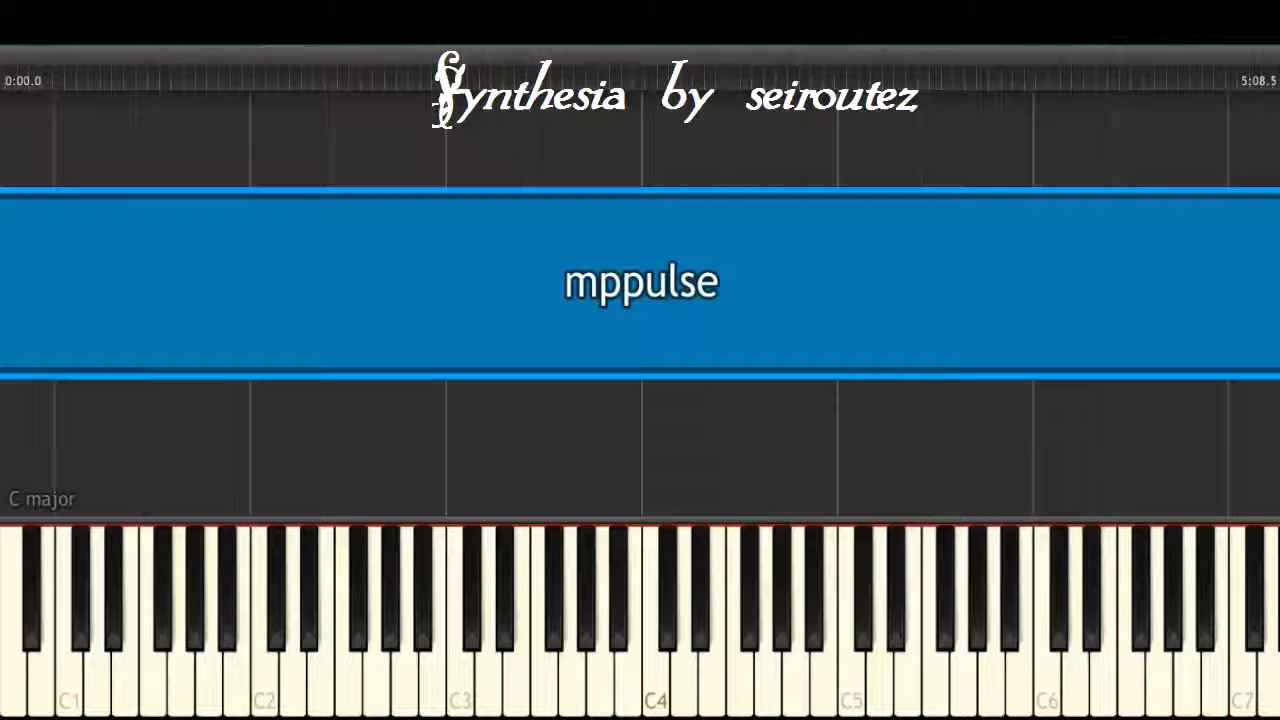 Synthesia by seiroutez
0:00.0 5:08.5
mppulse
C major
C1 C2 C3 C4 C5 C6 C7